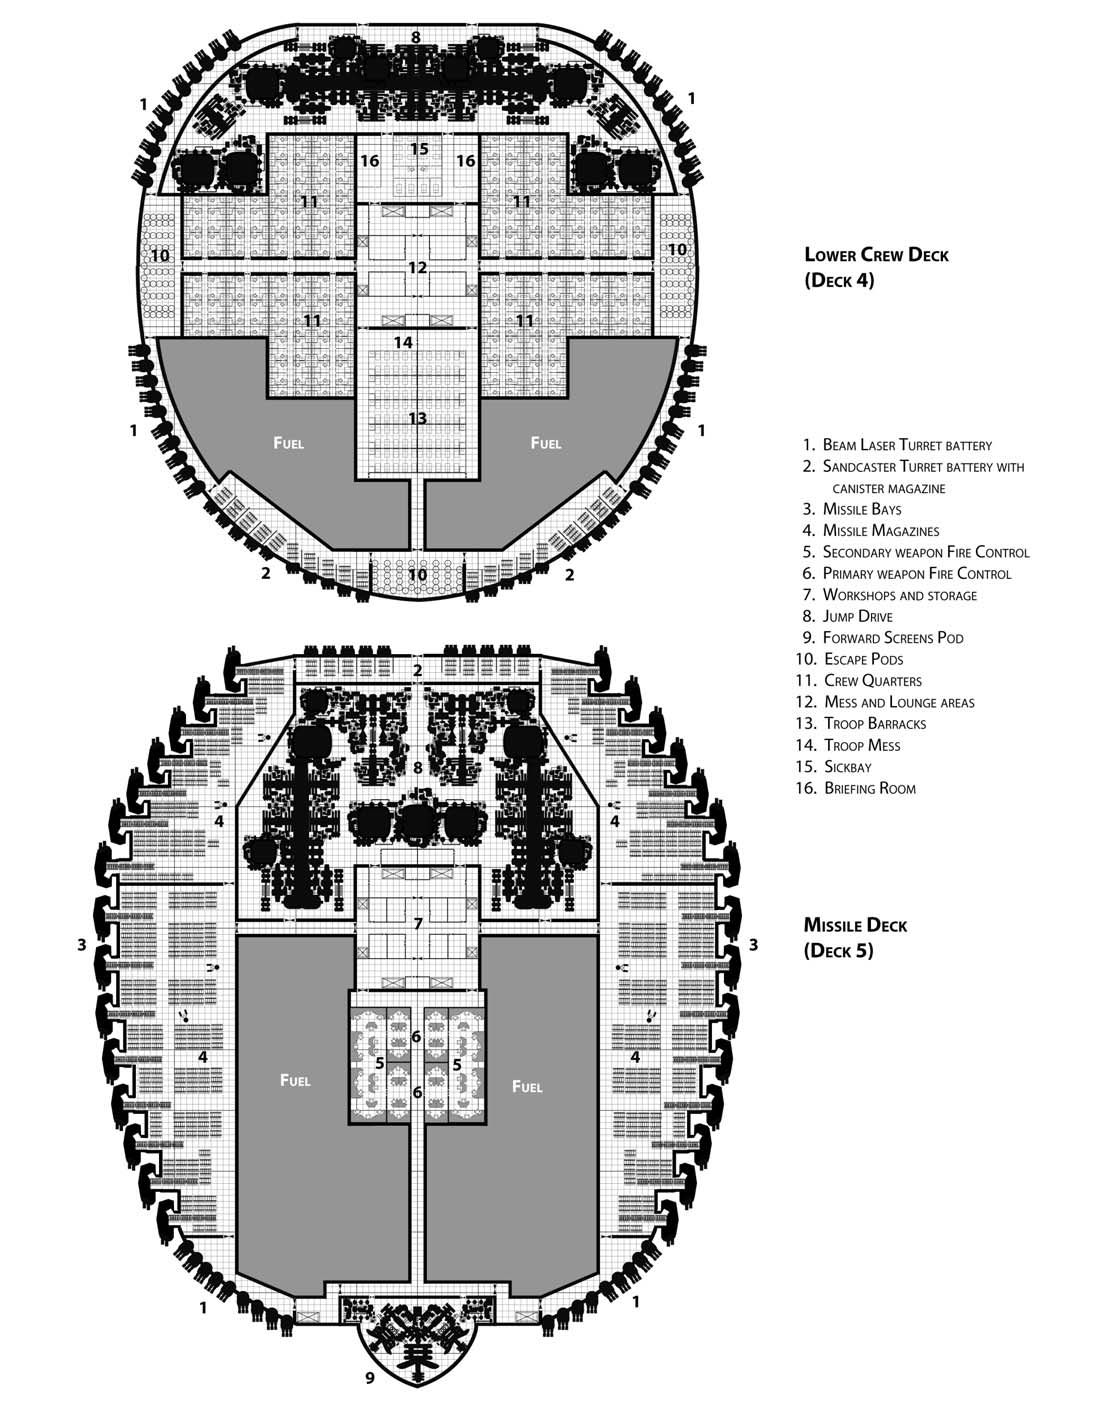 8
1
1
15
16
16
11
11
10
10
12
11
11
14
13
Fuel
Fuel
1
1
2
2
10
Lower Crew Deck
(Deck 4)
1. Beam Laser Turret battery
2. Sandcaster Turret battery with
canister magazine
3. Missile Bays
4. Missile Magazines
5. Secondary weapon Fire Control
6. Primary weapon Fire Control
7. Workshops and storage
8. Jump Drive
9. Forward Screens Pod
10. Escape Pods
11. Crew Quarters
12. Mess and Lounge areas
13. Troop Barracks
14. Troop Mess
15. Sickbay
16. Briefing Room
2
8
4
4
7
3
3
6
4
5
5
4
6
Fuel
Fuel
1
1
9
Missile Deck
(Deck 5)